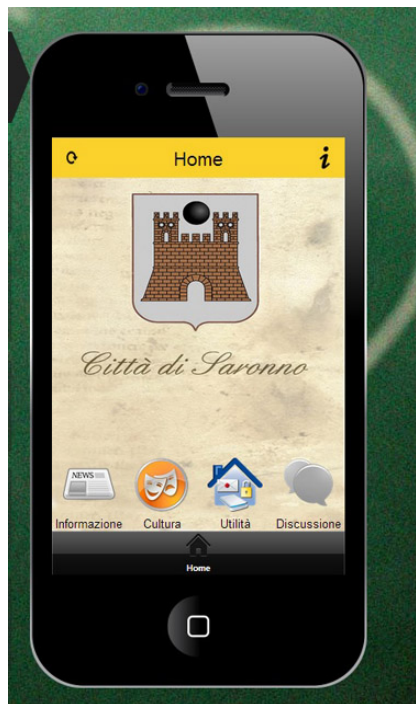 Home
i
Città di Saronno
NEWS
Informazione Cultura Utilità Discussione
Home